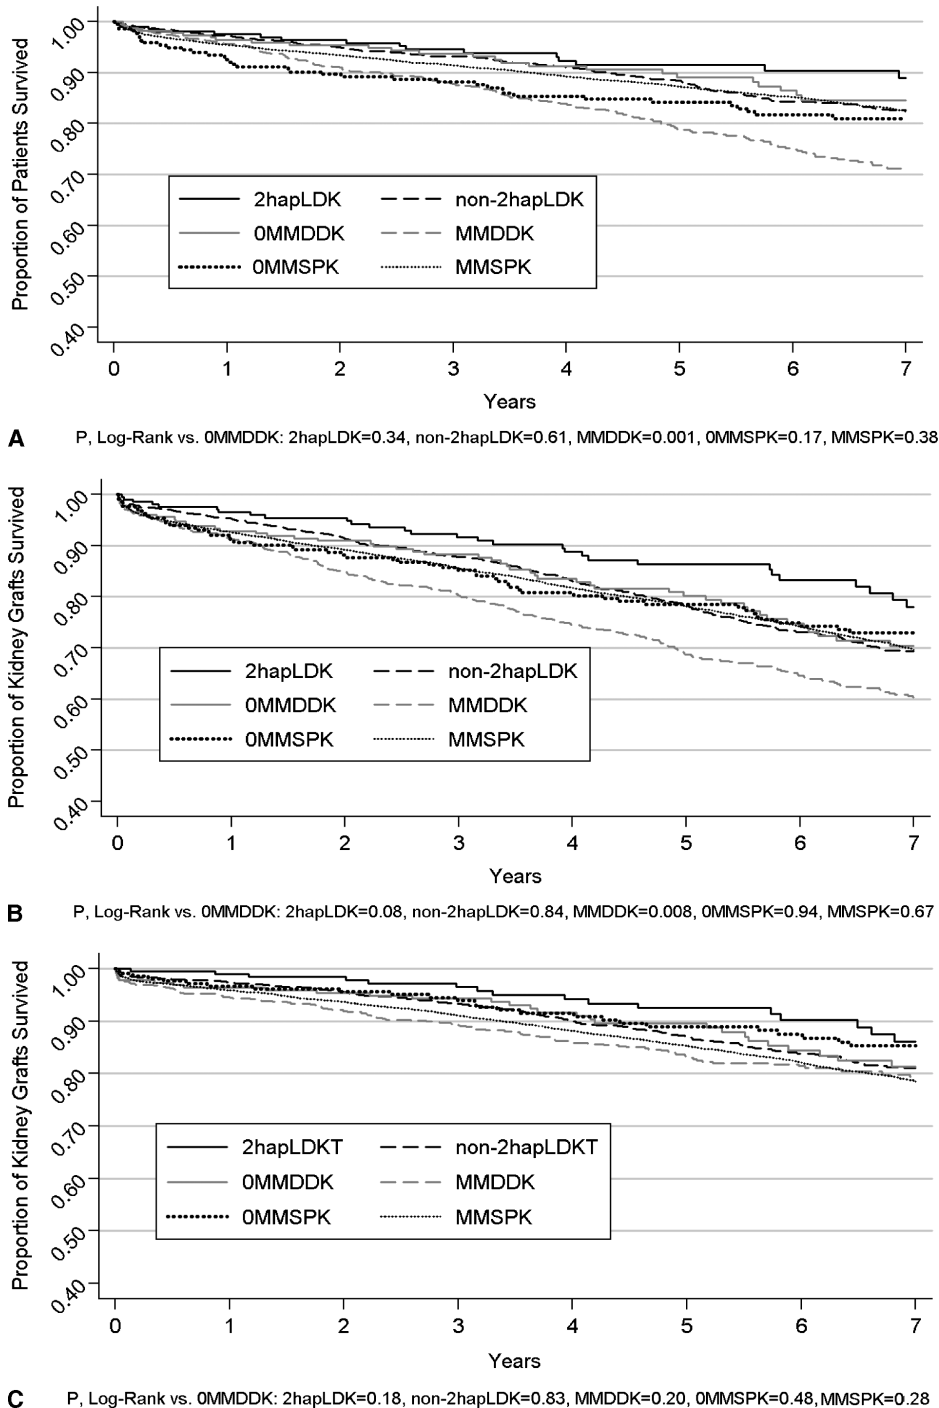 Proportion of Patients Survived
1.00
0.90
0.80
0.70
0.60
0.50
0.40
2hapLDK non-2hapLDK
0MMDDK MMDDK
0MMSPK MMSPK
0 1 2 3 4 5 6 7
Years
A P, Log-Rank vs. 0MMDDK: 2hapLDK=0.34, non-2hapLDK=0.61, MMDDK=0.001, 0MMSPK=0.17, MMSPK=0.38
Proportion of Kidney Grafts Survived
1.00
0.90
0.80
0.70
0.60
0.50
0.40
2hapLDK non-2hapLDK
0MMDDK MMDDK
0MMSPK MMSPK
0 1 2 3 4 5 6 7
Years
B P, Log-Rank vs. 0MMDDK: 2hapLDK=0.08, non-2hapLDK=0.84, MMDDK=0.008, 0MMSPK=0.94, MMSPK=0.67
Proportion of Kidney Grafts Survived
1.00
0.90
0.80
0.70
0.60
0.50
0.40
2hapLDKT non-2hapLDKT
0MMDDK MMDDK
0MMSPK MMSPK
0 1 2 3 4 5 6 7
Years
C P, Log-Rank vs. 0MMDDK: 2hapLDK=0.18, non-2hapLDK=0.83, MMDDK=0.20, 0MMSPK=0.48, MMSPK=0.28